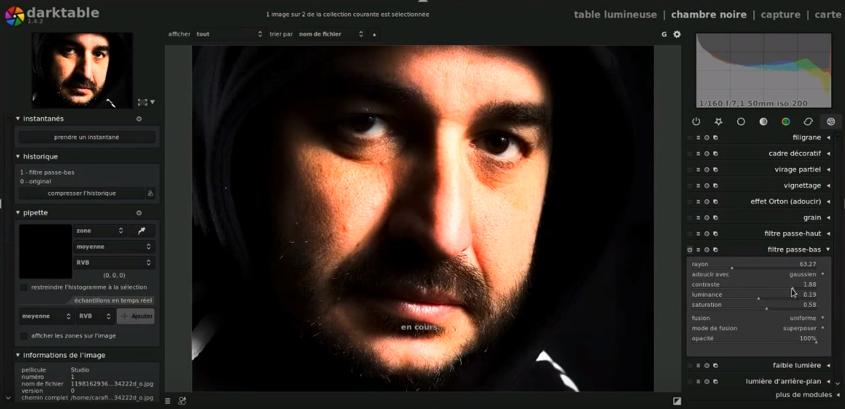 darktable
1.4.2
1 image sur 2 de la collection courante est sélectionnée
table lumineuse | chambre noire | capture | carte
afficher tout trier par nom de fichier
G
instantanés
prendre un instantané
historique
1 - filtre passe-bas
0 - original
compresser l'historique
pipette
zone
moyenne
RVB
(0, 0, 0)
restreindre l'histogramme à la sélection
échantillons en temps réel
moyenne RVB + Ajouter
afficher les zones sur l'image
informations de l'image
pellicule Studio
numéro 1
nom de fichier 1198162936...34222d_o.jpg
version 0
chemin complet /home/carafi...34222d_o.jpg
en cours
1/160 f/7,1 50mm iso 200
filigrane
cadre décoratif
virage partiel
vignettage
effet Orton (adoucir)
grain
filtre passe-haut
filtre passe-bas
rayon 63,27
adoucir avec gaussien
contraste 1,88
luminance 0,19
saturation 0,58
fusion uniforme
mode de fusion superposer
opacité 100%
faible lumière
lumière d'arrière-plan
plus de modules